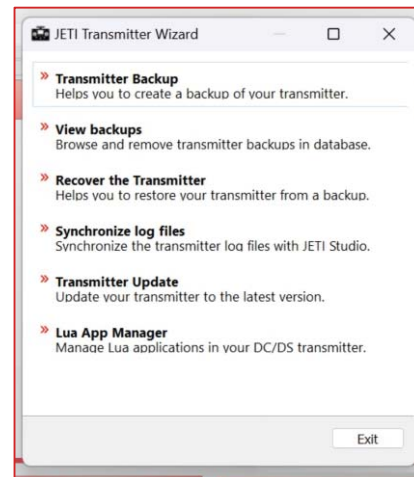 JETI Transmitter Wizard
Transmitter Backup
Helps you to create a backup of your transmitter.
View backups
Browse and remove transmitter backups in database.
Recover the Transmitter
Helps you to restore your transmitter from a backup.
Synchronize log files
Synchronize the transmitter log files with JETI Studio.
Transmitter Update
Update your transmitter to the latest version.
Lua App Manager
Manage Lua applications in your DC/DS transmitter.
Exit